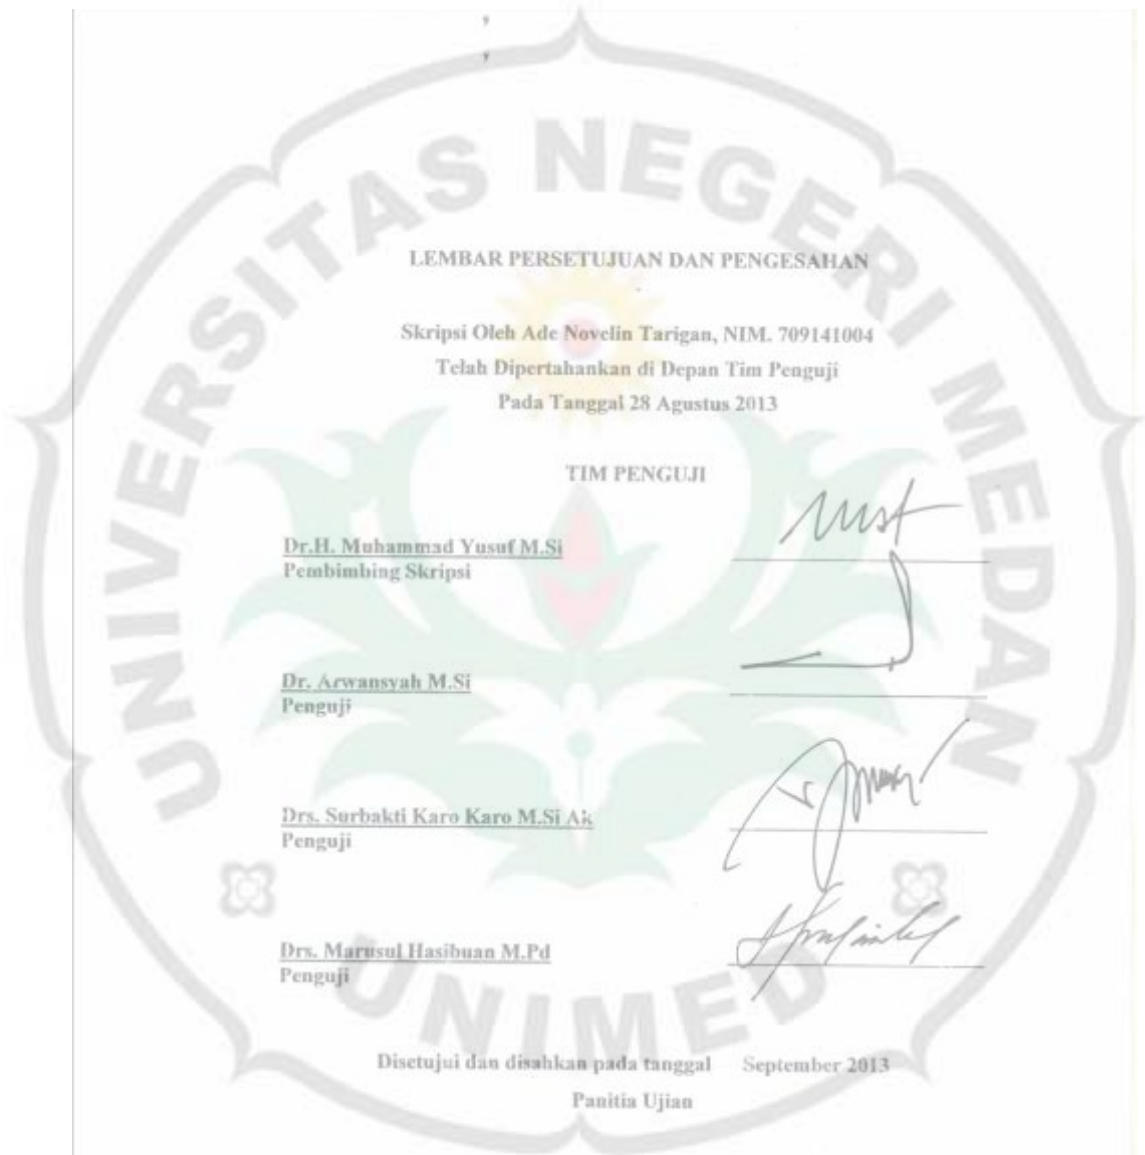 UNIVERSITAS NEGERI MEDAN
LEMBAR PERSETUJUAN DAN PENGESAHAN
Skripsi Oleh Ade Novelin Tarigan, NIM. 709141004
Telah Dipertahankan di Depan Tim Penguji
Pada Tanggal 28 Agustus 2013
TIM PENGUJI
Dr.H. Muhammad Yusuf M.Si
Pembimbing Skripsi
Dr. Arwansyah M.Si
Penguji
Drs. Surbakti Karo Karo M.Si Ak
Penguji
Drs. Marusul Hasibuan M.Pd
Penguji
UNIMED
Disetujui dan disahkan pada tanggal September 2013
Panitia Ujian